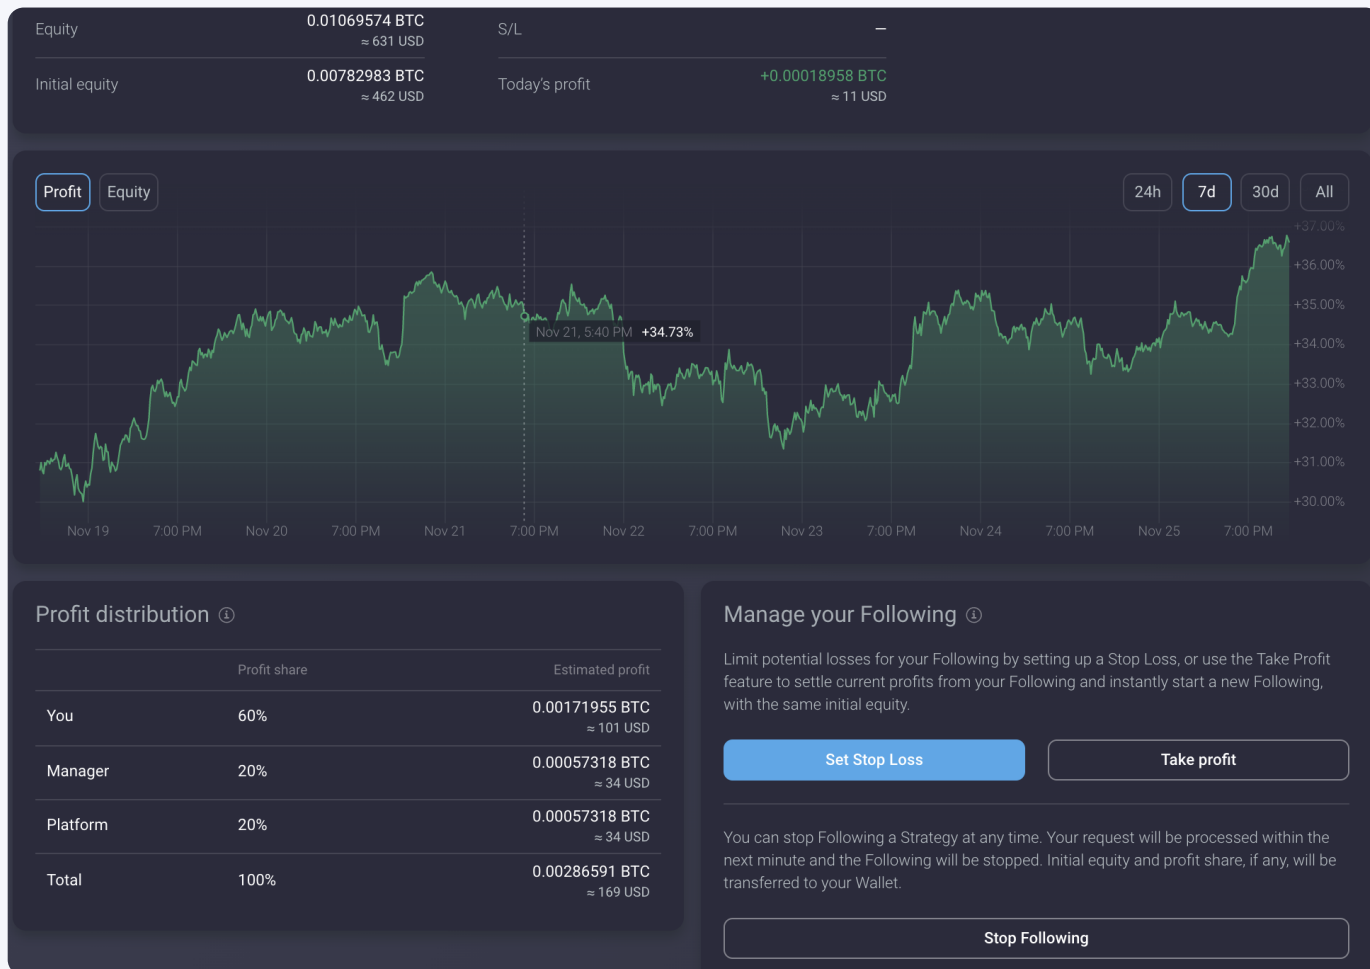 Equity 0.01069574 BTC S/L –
≈ 631 USD
Initial equity 0.00782983 BTC Today's profit +0.00018958 BTC
≈ 462 USD ≈ 11 USD
Profit Equity 24h 7d 30d All
+37.00%
+36.00%
+35.00%
Nov 21, 5:40 PM +34.73%
+34.00%
+33.00%
+32.00%
+31.00%
+30.00%
Nov 19 7:00 PM Nov 20 7:00 PM Nov 21 7:00 PM Nov 22 7:00 PM Nov 23 7:00 PM Nov 24 7:00 PM Nov 25 7:00 PM
Profit distribution
Profit share Estimated profit
You 60% 0.00171955 BTC
≈ 101 USD
Manager 20% 0.00057318 BTC
≈ 34 USD
Platform 20% 0.00057318 BTC
≈ 34 USD
Total 100% 0.00286591 BTC
≈ 169 USD
Manage your Following
Limit potential losses for your Following by setting up a Stop Loss, or use the Take Profit
feature to settle current profits from your Following and instantly start a new Following,
with the same initial equity.
Set Stop Loss Take profit
You can stop Following a Strategy at any time. Your request will be processed within the
next minute and the Following will be stopped. Initial equity and profit share, if any, will be
transferred to your Wallet.
Stop Following